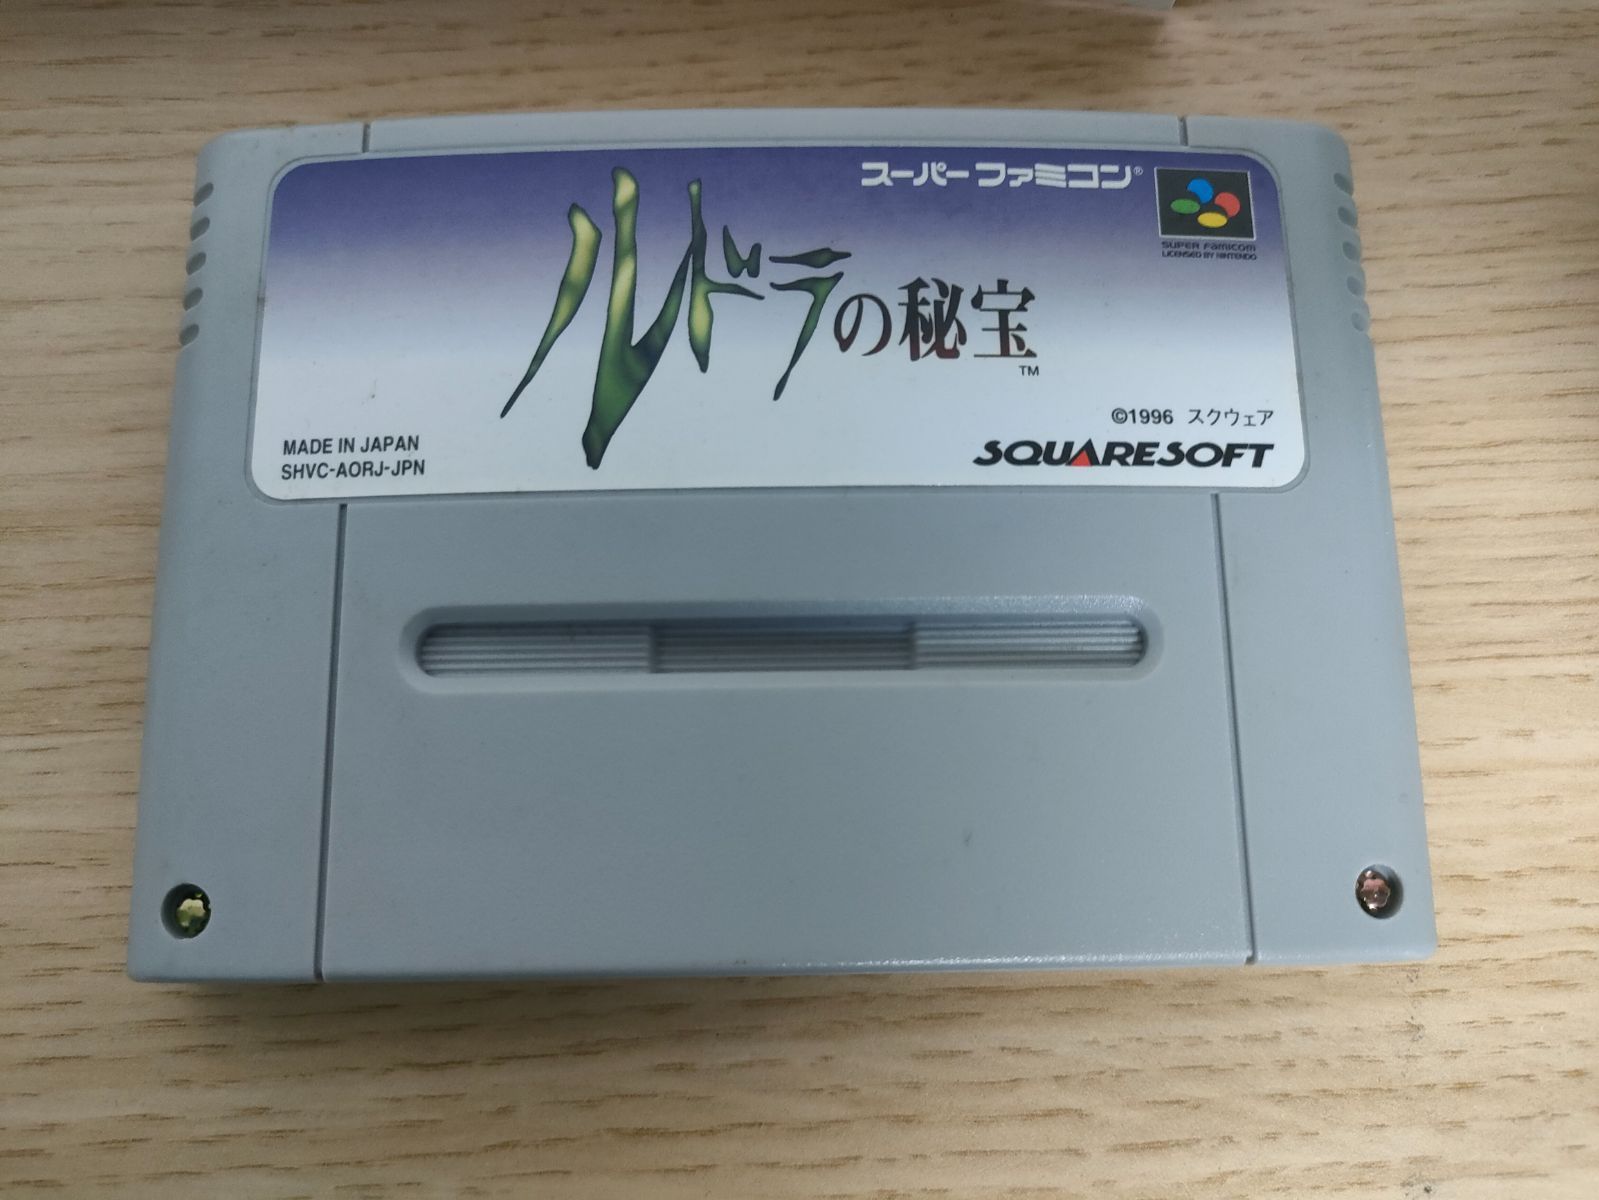 スーパーファミコン®
SUPER FAMICOM
LICENSED BY NINTENDO
ルドラの秘宝
TM
©1996 スクウェア
SQUARESOFT
MADE IN JAPAN
SHVC-AORJ-JPN